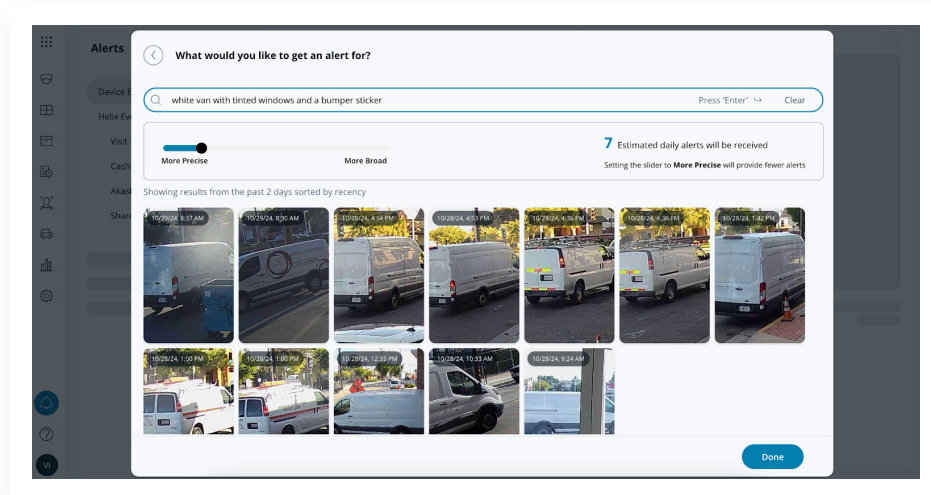 Alerts
What would you like to get an alert for?
Device E
white van with tinted windows and a bumper sticker
Press 'Enter' ↪
Clear
Helix Eve
Visit
Cash
Akash
Share
7 Estimated daily alerts will be received
More Precise
More Broad
Setting the slider to More Precise will provide fewer alerts
Showing results from the past 2 days sorted by recency
10/29/24, 8:37 AM
10/29/24, 8:30 AM
10/28/24, 4:54 PM
10/28/24, 4:53 PM
10/28/24, 4:36 PM
10/28/24, 4:36 PM
10/28/24, 1:42 PM
10/28/24, 1:00 PM
10/28/24, 1:00 PM
10/28/24, 12:35 PM
10/28/24, 10:33 AM
10/28/24, 9:24 AM
VI
Done